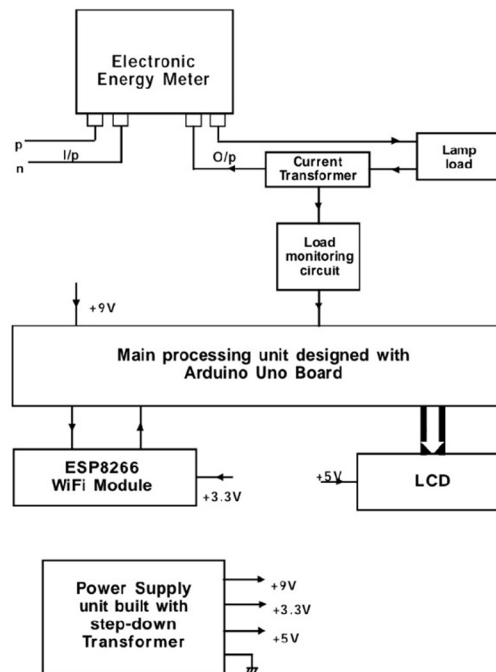 Electronic
Energy Meter
p
I/p
n
O/p
Current
Transformer
Lamp
load
Load
monitoring
circuit
+9V
Main processing unit designed with
Arduino Uno Board
ESP8266
WiFi Module
+3.3V
+5V
LCD
Power Supply
unit built with
step-down
Transformer
+9V
+3.3V
+5V